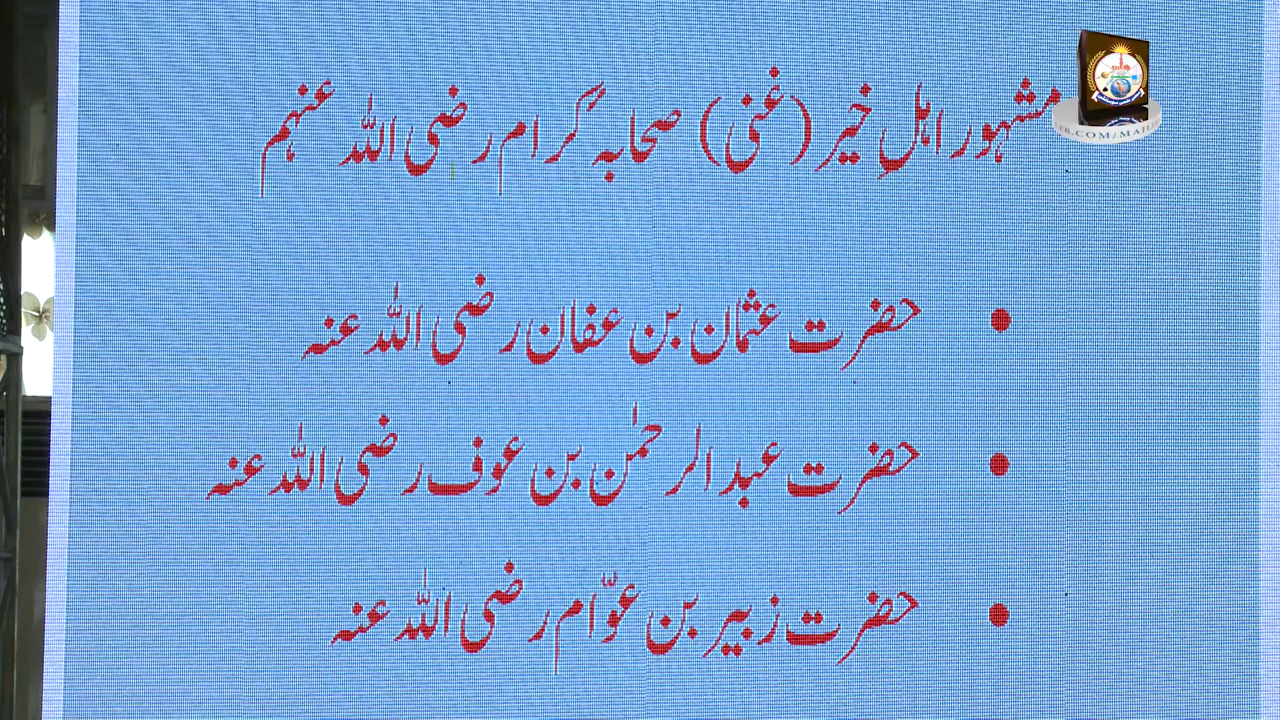 مشہور اہلِ خیر (غنی) صحابہ کرام رضی اللہ عنہم
• حضرت عثمان بن عفان رضی اللہ عنہ
• حضرت عبد الرحمٰن بن عوف رضی اللہ عنہ
• حضرت زبیر بن عوّام رضی اللہ عنہ